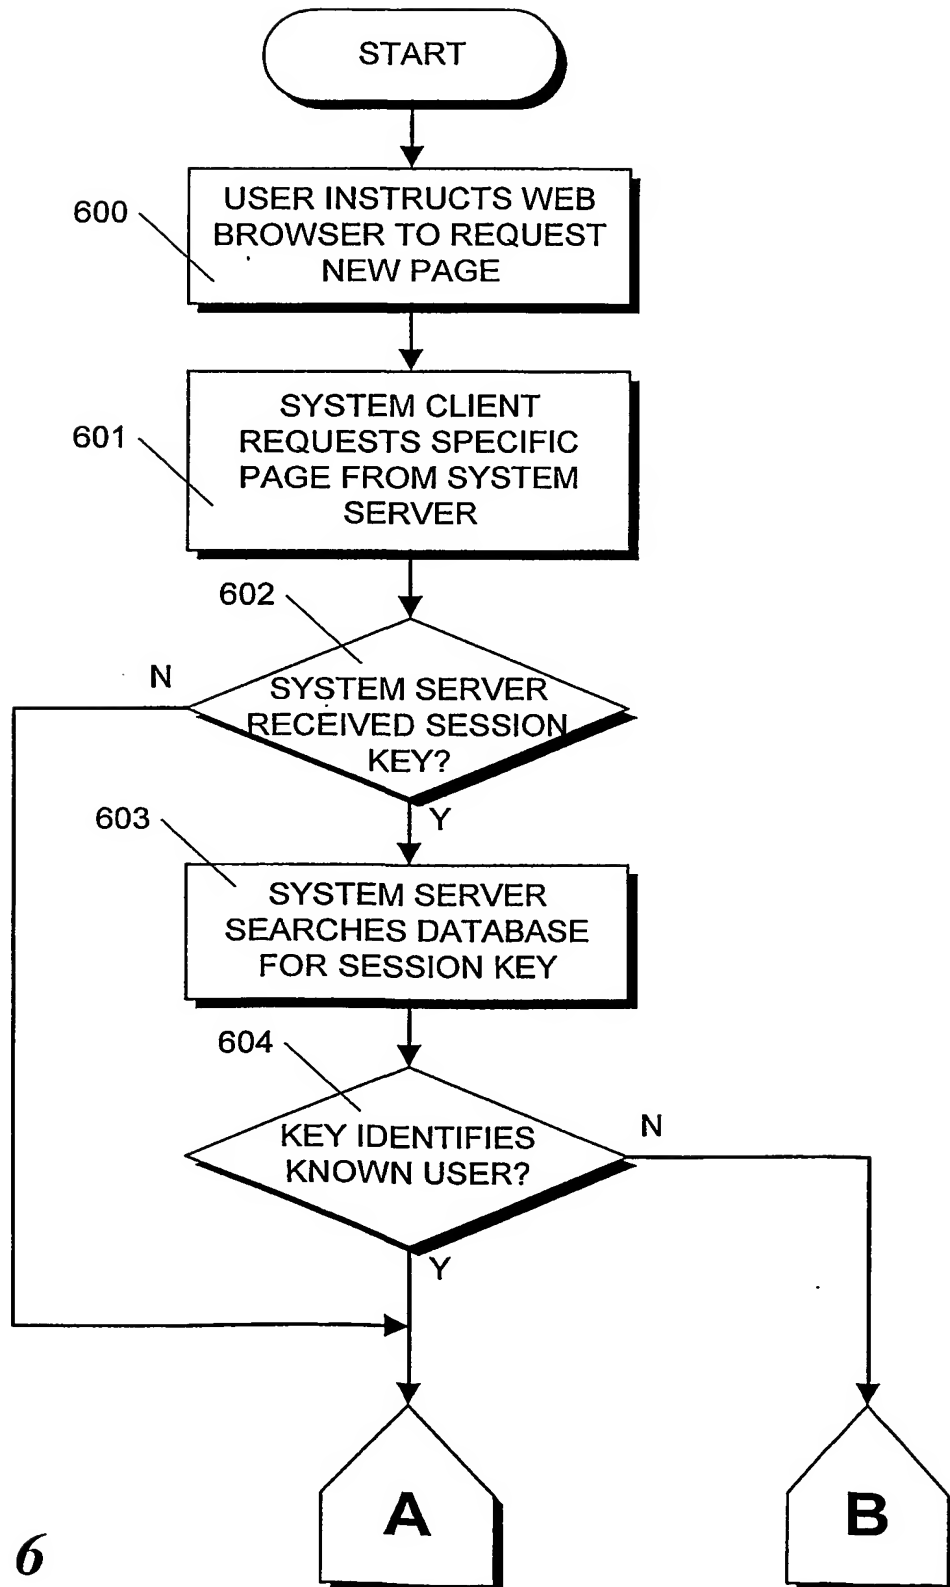 START
USER INSTRUCTS WEB
BROWSER TO REQUEST
NEW PAGE
600
SYSTEM CLIENT
REQUESTS SPECIFIC
PAGE FROM SYSTEM
SERVER
601
602
N
SYSTEM SERVER
RECEIVED SESSION
KEY?
Y
603
SYSTEM SERVER
SEARCHES DATABASE
FOR SESSION KEY
604
KEY IDENTIFIES
KNOWN USER?
N
Y
A
B
6